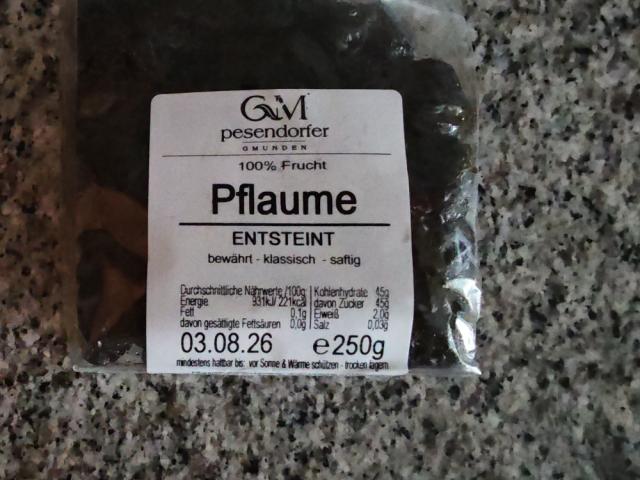 GM
pesendorfer
GMUNDEN
100% Frucht
Pflaume
ENTSTEINT
bewährt - klassisch - saftig
Durchschnittliche Nährwerte /100g Kohlenhydrate 45g
Energie 931kJ/ 221kcal davon Zucker 45g
Fett 0,1g Eiweiß 2,0g
davon gesättigte Fettsäuren 0,0g Salz 0,03g
03.08.26 e250g
mindestens haltbar bis: vor Sonne & Wärme schützen - trocken lagern